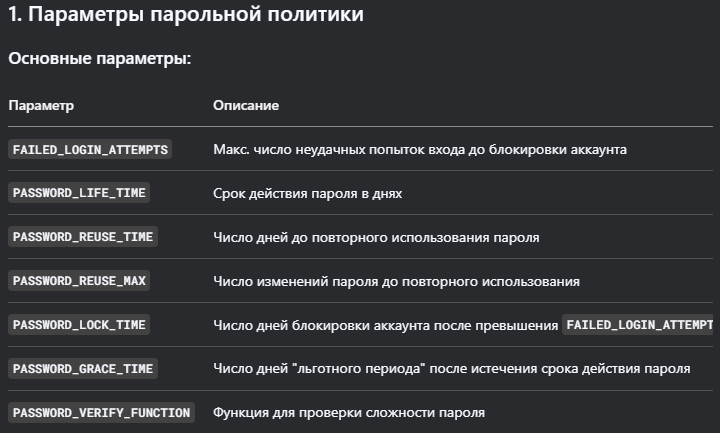 1. Параметры парольной политики
Основные параметры:
Параметр Описание
FAILED_LOGIN_ATTEMPTS Макс. число неудачных попыток входа до блокировки аккаунта
PASSWORD_LIFE_TIME Срок действия пароля в днях
PASSWORD_REUSE_TIME Число дней до повторного использования пароля
PASSWORD_REUSE_MAX Число изменений пароля до повторного использования
PASSWORD_LOCK_TIME Число дней блокировки аккаунта после превышения FAILED_LOGIN_ATTEMPT
PASSWORD_GRACE_TIME Число дней "льготного периода" после истечения срока действия пароля
PASSWORD_VERIFY_FUNCTION Функция для проверки сложности пароля